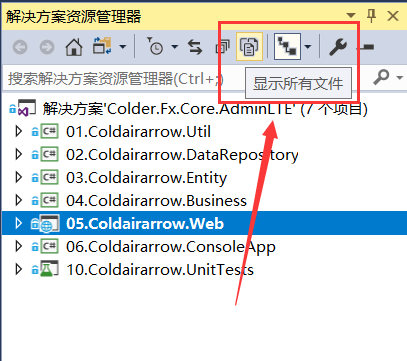 解决方案资源管理器
显示所有文件
搜索解决方案资源管理器(Ctrl+;)
解决方案'Colder.Fx.Core.AdminLTE' (7 个项目)
01.Coldairarrow.Util
02.Coldairarrow.DataRepository
03.Coldairarrow.Entity
04.Coldairarrow.Business
05.Coldairarrow.Web
06.Coldairarrow.ConsoleApp
10.Coldairarrow.UnitTests